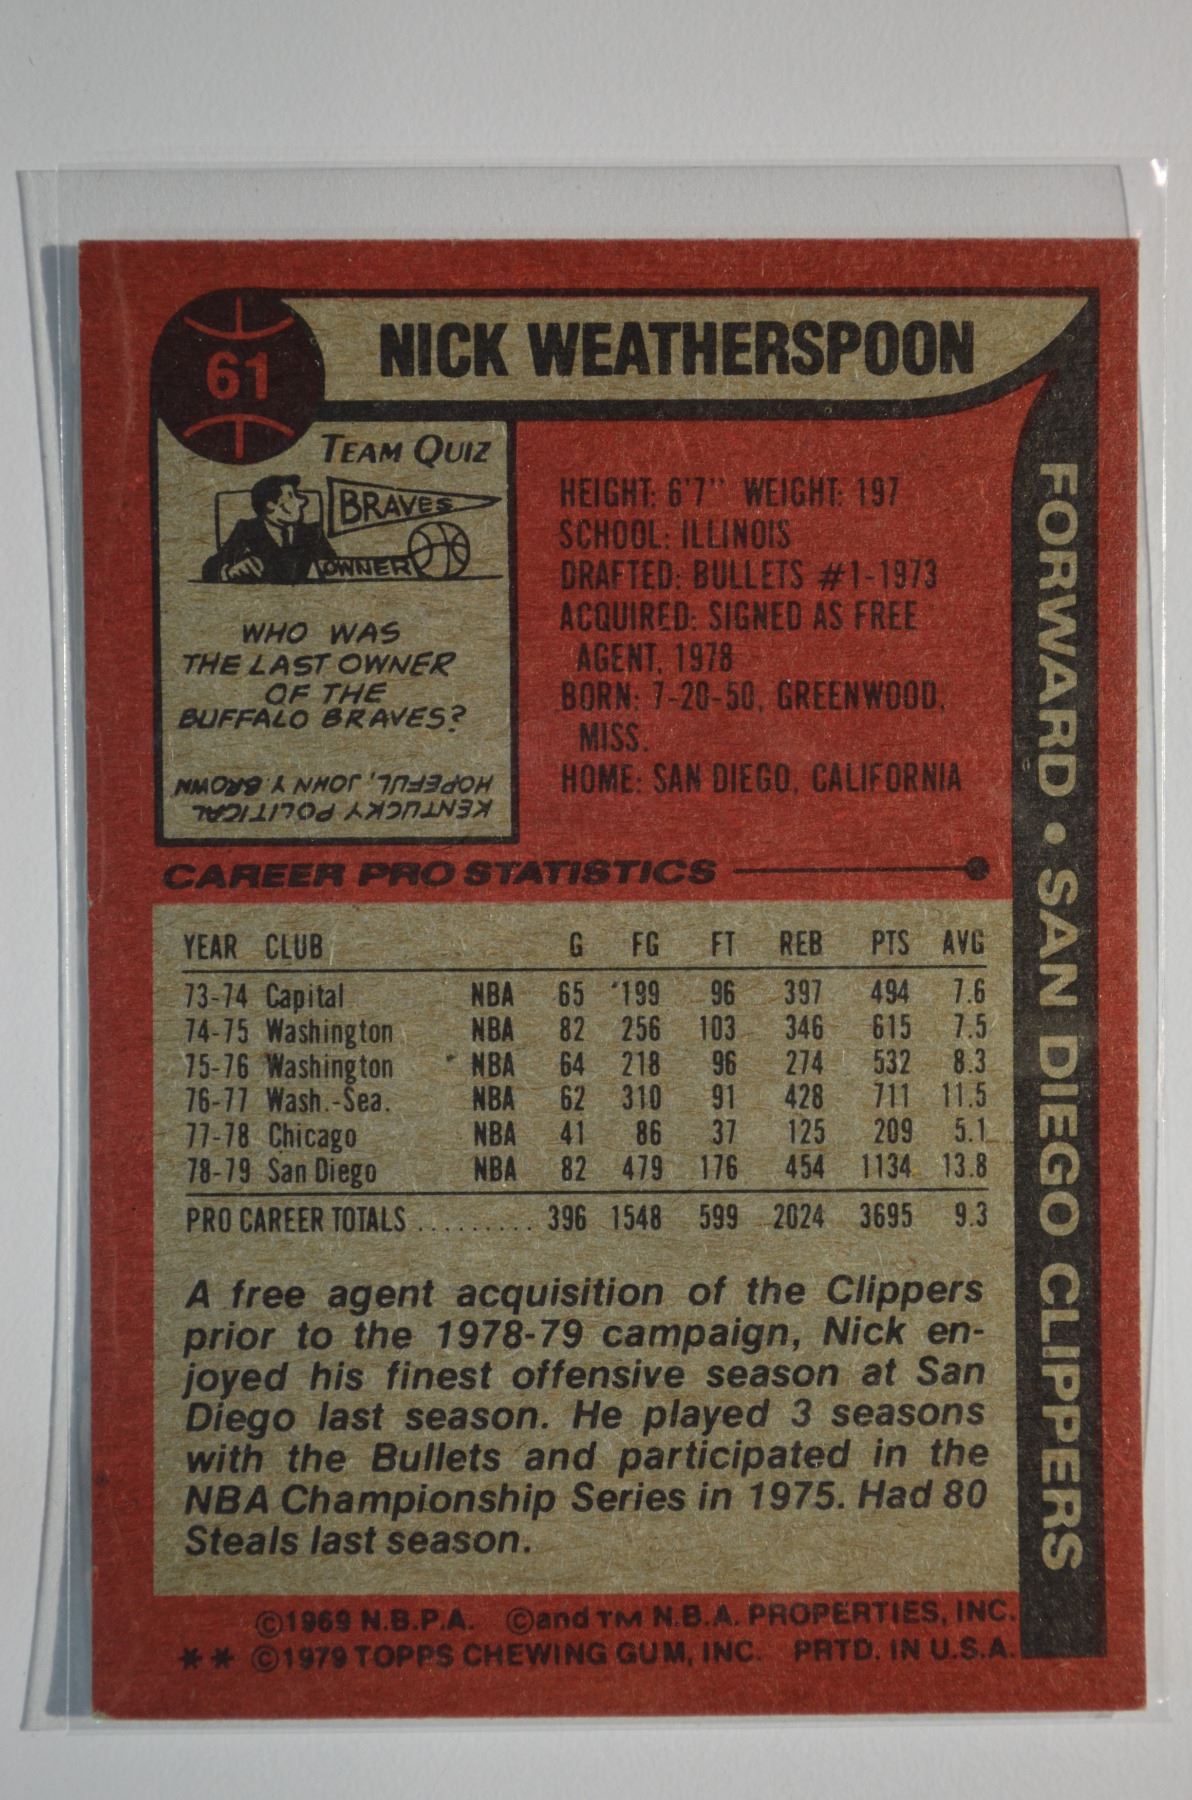 61
NICK WEATHERSPOON
TEAM QUIZ
BRAVES
OWNER
WHO WAS
THE LAST OWNER
OF THE
BUFFALO BRAVES?
KENTUCKY POLITICAL
HOPEFUL, JOHN Y. BROWN
HEIGHT: 6'7" WEIGHT: 197
SCHOOL: ILLINOIS
DRAFTED: BULLETS #1-1973
ACQUIRED: SIGNED AS FREE
AGENT, 1978
BORN: 7-20-50, GREENWOOD,
MISS.
HOME: SAN DIEGO, CALIFORNIA
FORWARD • SAN DIEGO CLIPPERS
CAREER PRO STATISTICS
YEAR CLUB G FG FT REB PTS AVG
73-74 Capital NBA 65 199 96 397 494 7.6
74-75 Washington NBA 82 256 103 346 615 7.5
75-76 Washington NBA 64 218 96 274 532 8.3
76-77 Wash.-Sea. NBA 62 310 91 428 711 11.5
77-78 Chicago NBA 41 86 37 125 209 5.1
78-79 San Diego NBA 82 479 176 454 1134 13.8
PRO CAREER TOTALS ......... 396 1548 599 2024 3695 9.3
A free agent acquisition of the Clippers
prior to the 1978-79 campaign, Nick en-
joyed his finest offensive season at San
Diego last season. He played 3 seasons
with the Bullets and participated in the
NBA Championship Series in 1975. Had 80
Steals last season.
©1969 N.B.P.A. ©and TM N.B.A. PROPERTIES, INC.
** ©1979 TOPPS CHEWING GUM, INC. PRTD. IN U.S.A.